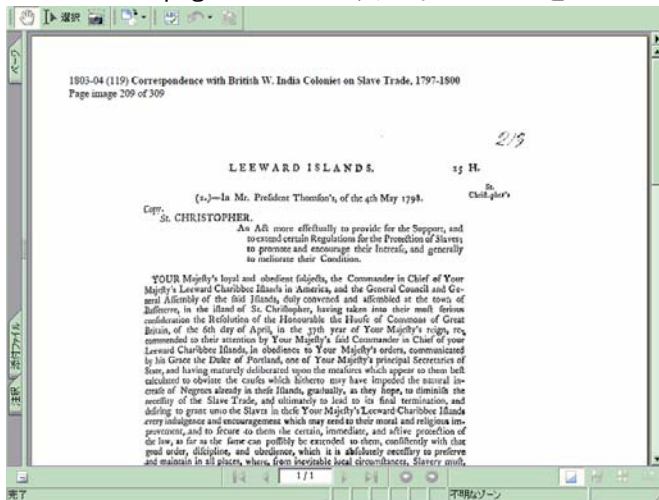 page
選択
ページ
1803-04 (119) Correspondence with British W. India Colonies on Slave Trade, 1797-1800
Page image 209 of 309
LEEWARD ISLANDS. 25 H.
St.
Chriſtopher's
(2.)—In Mr. Preſident Thomſon's, of the 4th May 1798.
Copy.
St. CHRISTOPHER.
An Act more effectually to provide for the Support, and
to extend certain Regulations for the Protection of Slaves;
to promote and encourage their Increaſe, and generally
to meliorate their Condition.
YOUR Majeſty's loyal and obedient ſubjects, the Commander in Chief of Your
Majeſty's Leeward Charibbee Iſlands in America, and the General Council and Ge-
neral Aſſembly of the ſaid Iſlands, duly convened and aſſembled at the town of
Baſſeterre, in the iſland of St. Chriſtopher, having taken into their moſt ſerious
conſideration the Reſolution of the Honourable the Houſe of Commons of Great
Britain, of the 6th day of April, in the 37th year of Your Majeſty's reign, re,
commended to their attention by Your Majeſty's ſaid Commander in Chief of your
Leeward Charibbee Iſlands, in obedience to Your Majeſty's orders, communicated
by his Grace the Duke of Portland, one of Your Majeſty's principal Secretaries of
State, and having maturely deliberated upon the meaſures which appear to them beſt
calculated to obviate the cauſes which hitherto may have impeded the natural in-
creaſe of Negroes already in theſe Iſlands, gradually, as they hope, to diminiſh the
neceſſity of the Slave Trade, and ultimately to lead to its final termination, and
deſiring to grant unto the Slaves in theſe Your Majeſty's Leeward Charibbee Iſlands
every indulgence and encouragement which may tend to their moral and religious im-
provement, and to ſecure to them the certain, immediate, and active protection of
the law, as far as the ſame can poſſibly be extended to them, conſiſtently with that
good order, diſcipline, and obedience, which it is abſolutely neceſſary to preſerve
and maintain in all places, where, from inevitable local circumſtances, Slavery muſt,
添付ファイル
注釈
1/1
完了
不明なゾーン